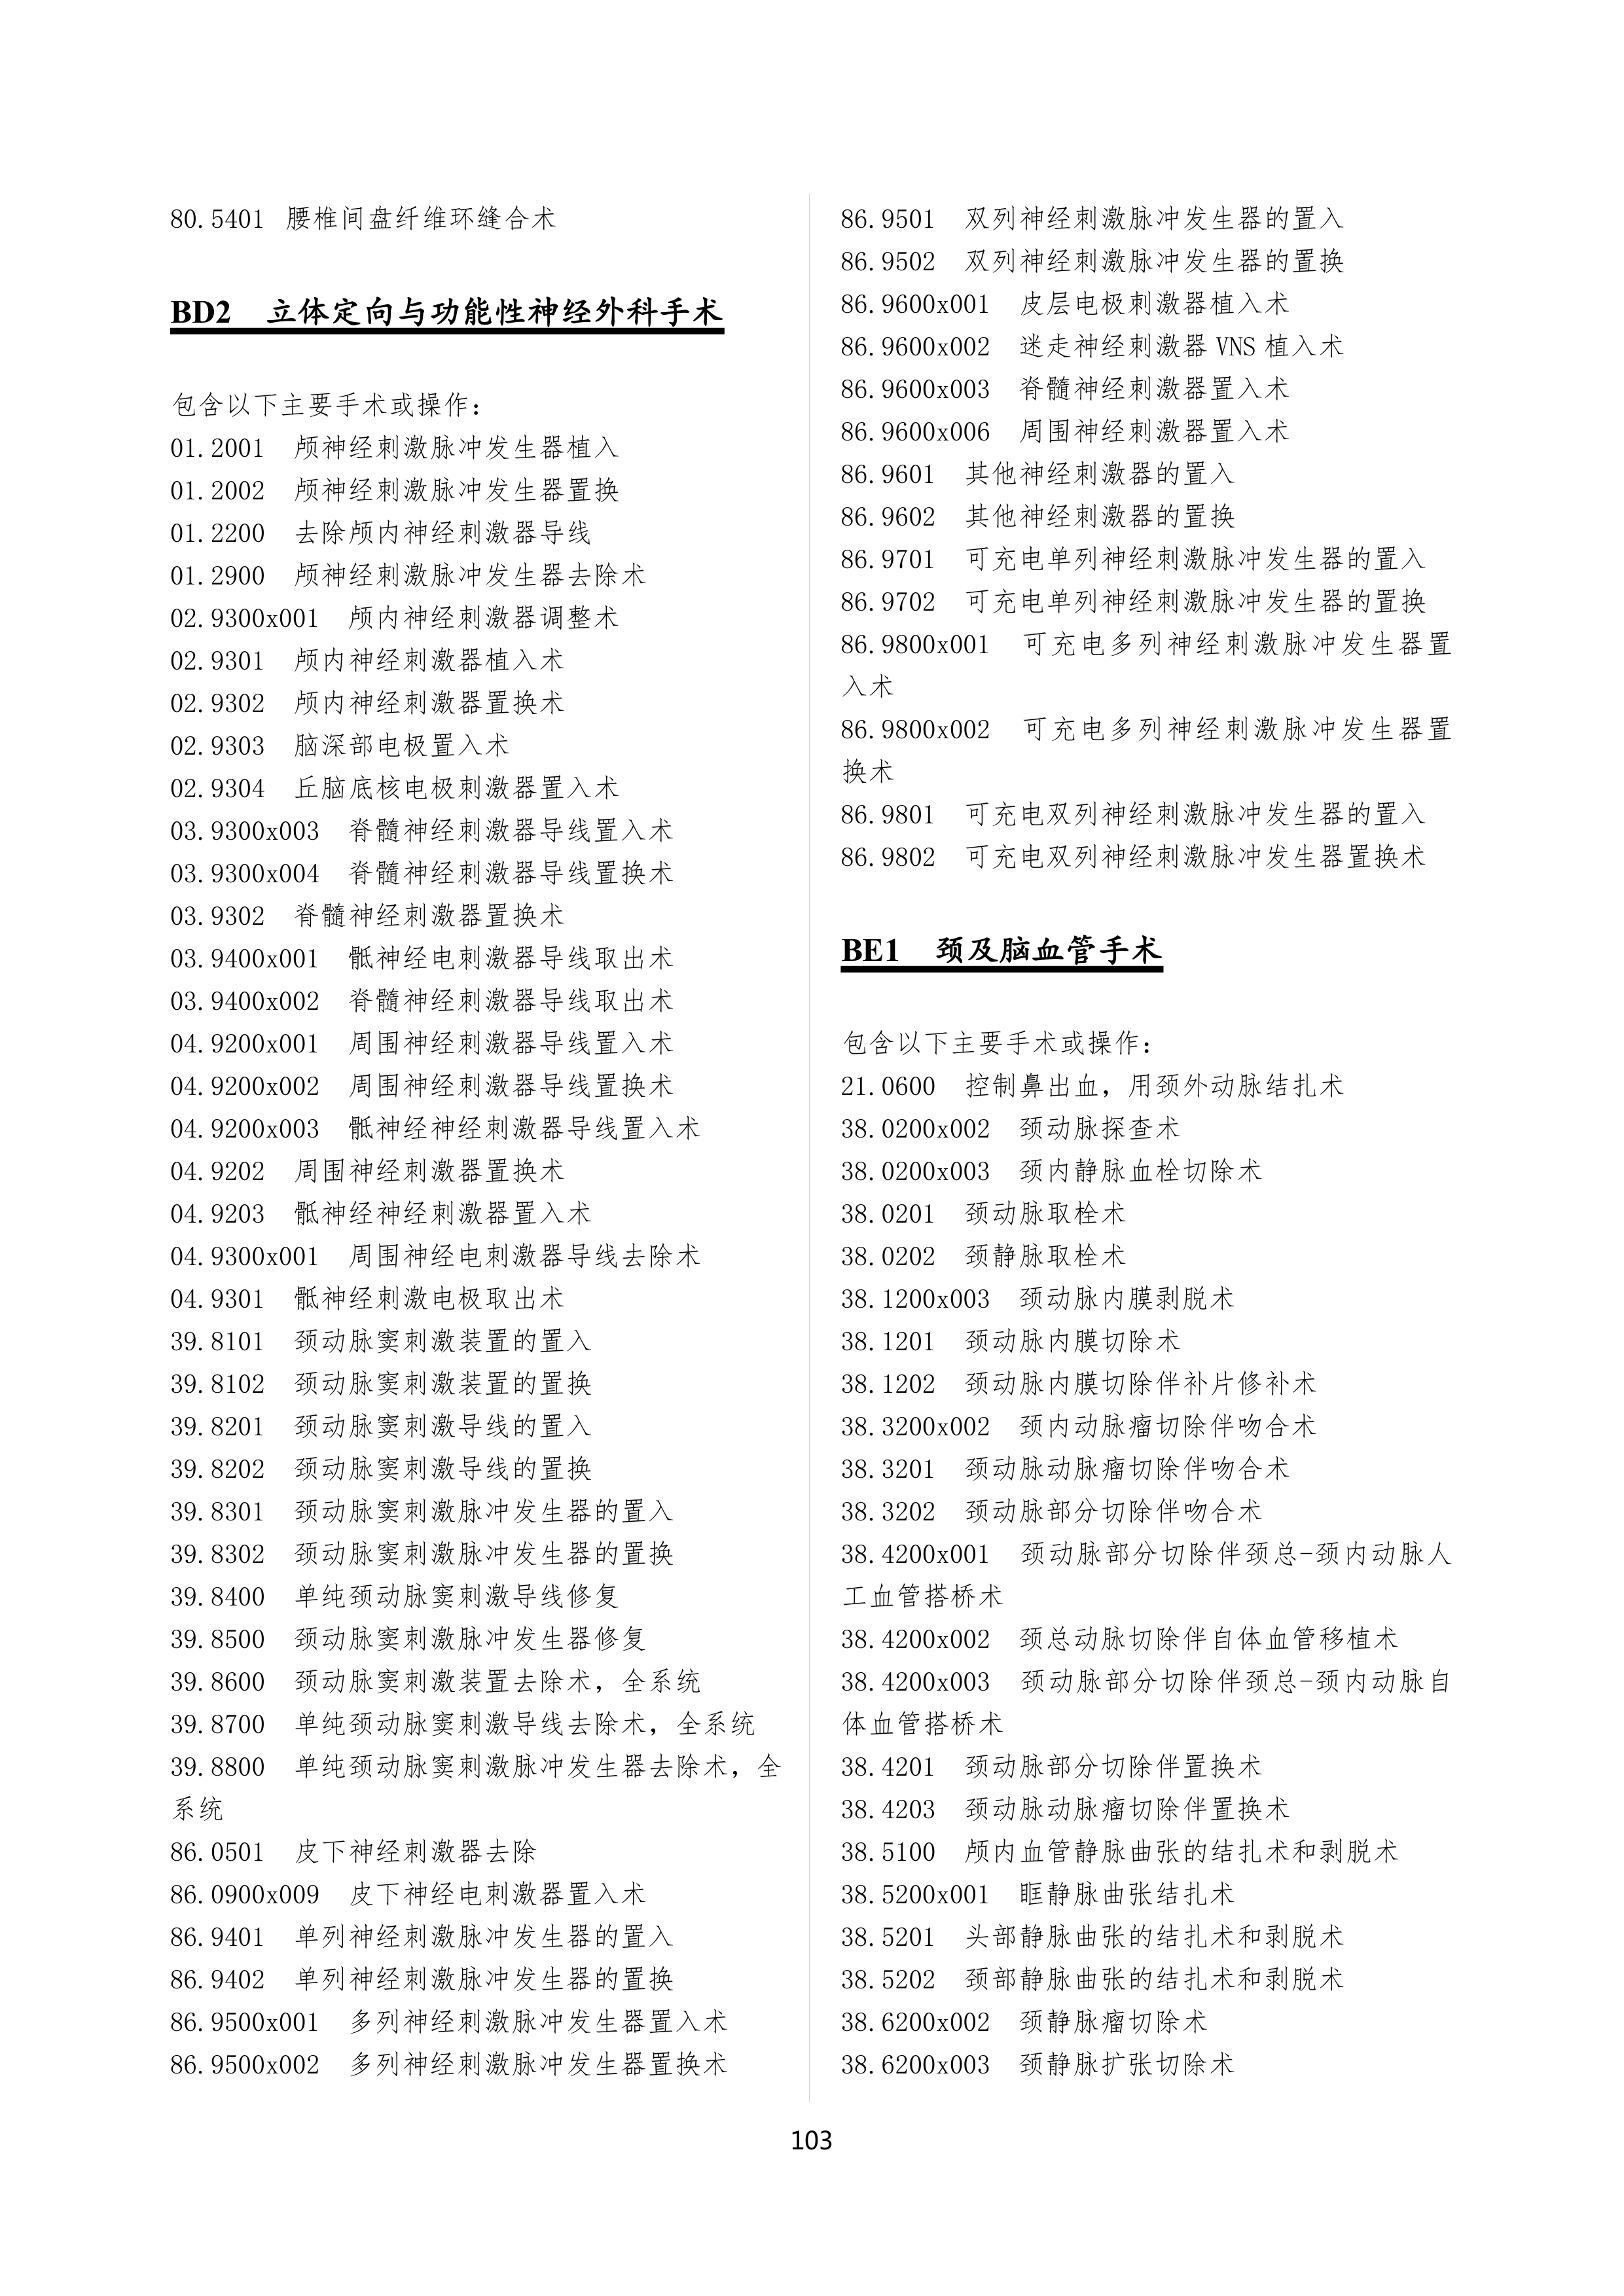 80.5401 腰椎间盘纤维环缝合术
BD2 立体定向与功能性神经外科手术
包含以下主要手术或操作：
01.2001 颅神经刺激脉冲发生器植入
01.2002 颅神经刺激脉冲发生器置换
01.2200 去除颅内神经刺激器导线
01.2900 颅神经刺激脉冲发生器去除术
02.9300x001 颅内神经刺激器调整术
02.9301 颅内神经刺激器植入术
02.9302 颅内神经刺激器置换术
02.9303 脑深部电极置入术
02.9304 丘脑底核电极刺激器置入术
03.9300x003 脊髓神经刺激器导线置入术
03.9300x004 脊髓神经刺激器导线置换术
03.9302 脊髓神经刺激器置换术
03.9400x001 骶神经电刺激器导线取出术
03.9400x002 脊髓神经刺激器导线取出术
04.9200x001 周围神经刺激器导线置入术
04.9200x002 周围神经刺激器导线置换术
04.9200x003 骶神经神经刺激器导线置入术
04.9202 周围神经刺激器置换术
04.9203 骶神经神经刺激器置入术
04.9300x001 周围神经电刺激器导线去除术
04.9301 骶神经刺激电极取出术
39.8101 颈动脉窦刺激装置的置入
39.8102 颈动脉窦刺激装置的置换
39.8201 颈动脉窦刺激导线的置入
39.8202 颈动脉窦刺激导线的置换
39.8301 颈动脉窦刺激脉冲发生器的置入
39.8302 颈动脉窦刺激脉冲发生器的置换
39.8400 单纯颈动脉窦刺激导线修复
39.8500 颈动脉窦刺激脉冲发生器修复
39.8600 颈动脉窦刺激装置去除术，全系统
39.8700 单纯颈动脉窦刺激导线去除术，全系统
39.8800 单纯颈动脉窦刺激脉冲发生器去除术，全
系统
86.0501 皮下神经刺激器去除
86.0900x009 皮下神经电刺激器置入术
86.9401 单列神经刺激脉冲发生器的置入
86.9402 单列神经刺激脉冲发生器的置换
86.9500x001 多列神经刺激脉冲发生器置入术
86.9500x002 多列神经刺激脉冲发生器置换术
86.9501 双列神经刺激脉冲发生器的置入
86.9502 双列神经刺激脉冲发生器的置换
86.9600x001 皮层电极刺激器植入术
86.9600x002 迷走神经刺激器 VNS 植入术
86.9600x003 脊髓神经刺激器置入术
86.9600x006 周围神经刺激器置入术
86.9601 其他神经刺激器的置入
86.9602 其他神经刺激器的置换
86.9701 可充电单列神经刺激脉冲发生器的置入
86.9702 可充电单列神经刺激脉冲发生器的置换
86.9800x001 可充电多列神经刺激脉冲发生器置
入术
86.9800x002 可充电多列神经刺激脉冲发生器置
换术
86.9801 可充电双列神经刺激脉冲发生器的置入
86.9802 可充电双列神经刺激脉冲发生器置换术
BE1 颈及脑血管手术
包含以下主要手术或操作：
21.0600 控制鼻出血，用颈外动脉结扎术
38.0200x002 颈动脉探查术
38.0200x003 颈内静脉血栓切除术
38.0201 颈动脉取栓术
38.0202 颈静脉取栓术
38.1200x003 颈动脉内膜剥脱术
38.1201 颈动脉内膜切除术
38.1202 颈动脉内膜切除伴补片修补术
38.3200x002 颈内动脉瘤切除伴吻合术
38.3201 颈动脉动脉瘤切除伴吻合术
38.3202 颈动脉部分切除伴吻合术
38.4200x001 颈动脉部分切除伴颈总-颈内动脉人
工血管搭桥术
38.4200x002 颈总动脉切除伴自体血管移植术
38.4200x003 颈动脉部分切除伴颈总-颈内动脉自
体血管搭桥术
38.4201 颈动脉部分切除伴置换术
38.4203 颈动脉动脉瘤切除伴置换术
38.5100 颅内血管静脉曲张的结扎术和剥脱术
38.5200x001 眶静脉曲张结扎术
38.5201 头部静脉曲张的结扎术和剥脱术
38.5202 颈部静脉曲张的结扎术和剥脱术
38.6200x002 颈静脉瘤切除术
38.6200x003 颈静脉扩张切除术
103